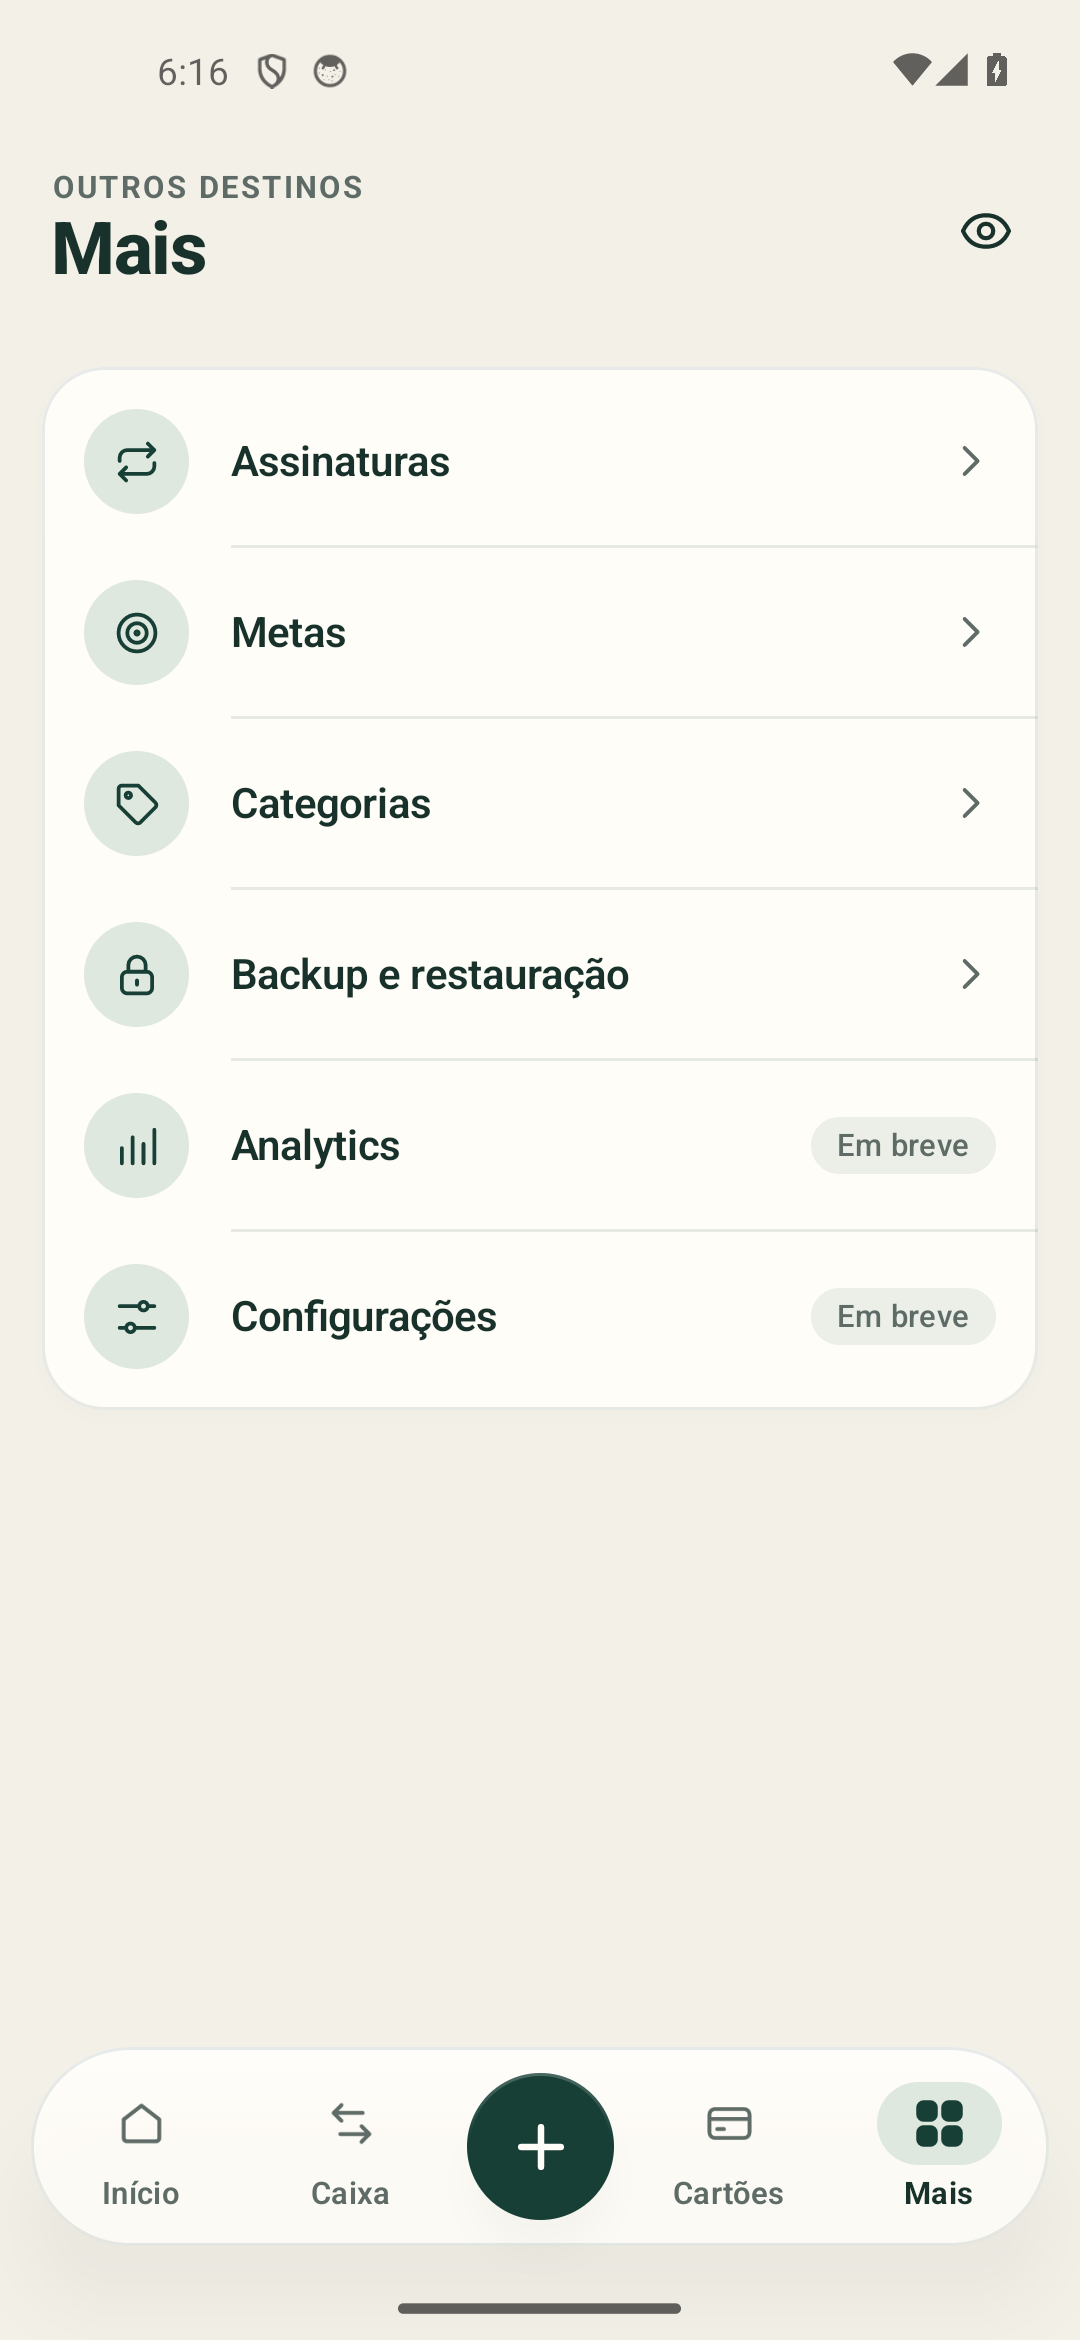 6:16
OUTROS DESTINOS
Mais
Assinaturas
Metas
Categorias
Backup e restauração
Analytics
Em breve
Configurações
Em breve
Início
Caixa
Cartões
Mais